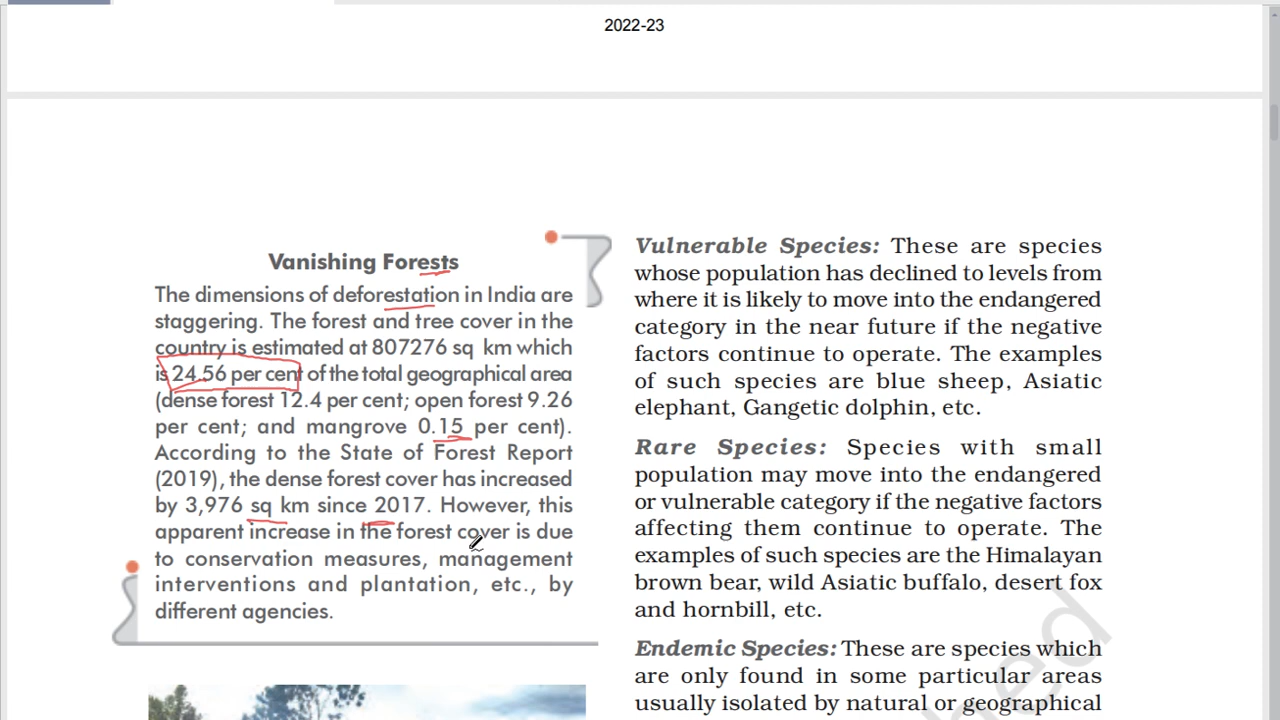 2022-23
Vanishing Forests
The dimensions of deforestation in India are
staggering. The forest and tree cover in the
country is estimated at 807276 sq km which
is 24.56 per cent of the total geographical area
(dense forest 12.4 per cent; open forest 9.26
per cent; and mangrove 0.15 per cent).
According to the State of Forest Report
(2019), the dense forest cover has increased
by 3,976 sq km since 2017. However, this
apparent increase in the forest cover is due
to conservation measures, management
interventions and plantation, etc., by
different agencies.
Vulnerable Species: These are species
whose population has declined to levels from
where it is likely to move into the endangered
category in the near future if the negative
factors continue to operate. The examples
of such species are blue sheep, Asiatic
elephant, Gangetic dolphin, etc.
Rare Species: Species with small
population may move into the endangered
or vulnerable category if the negative factors
affecting them continue to operate. The
examples of such species are the Himalayan
brown bear, wild Asiatic buffalo, desert fox
and hornbill, etc.
Endemic Species: These are species which
are only found in some particular areas
usually isolated by natural or geographical